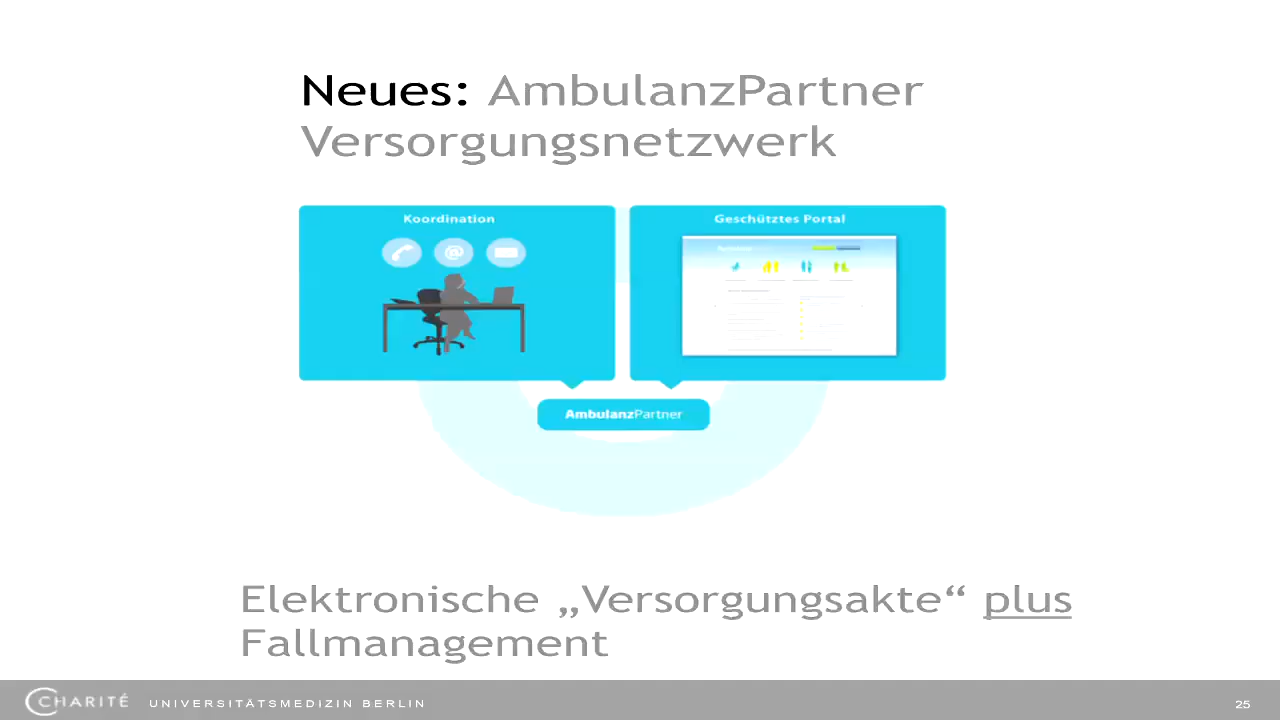 Neues: AmbulanzPartner
Versorgungsnetzwerk
Koordination
Geschütztes Portal
@
AmbulanzPartner
Elektronische „Versorgungsakte“ plus
Fallmanagement
CHARITÉ UNIVERSITÄTSMEDIZIN BERLIN
25